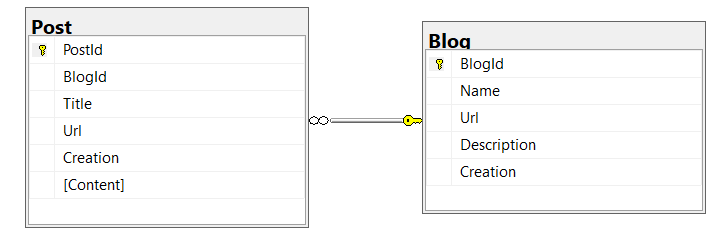 Post
PostId
BlogId
Title
Url
Creation
[Content]
Blog
BlogId
Name
Url
Description
Creation